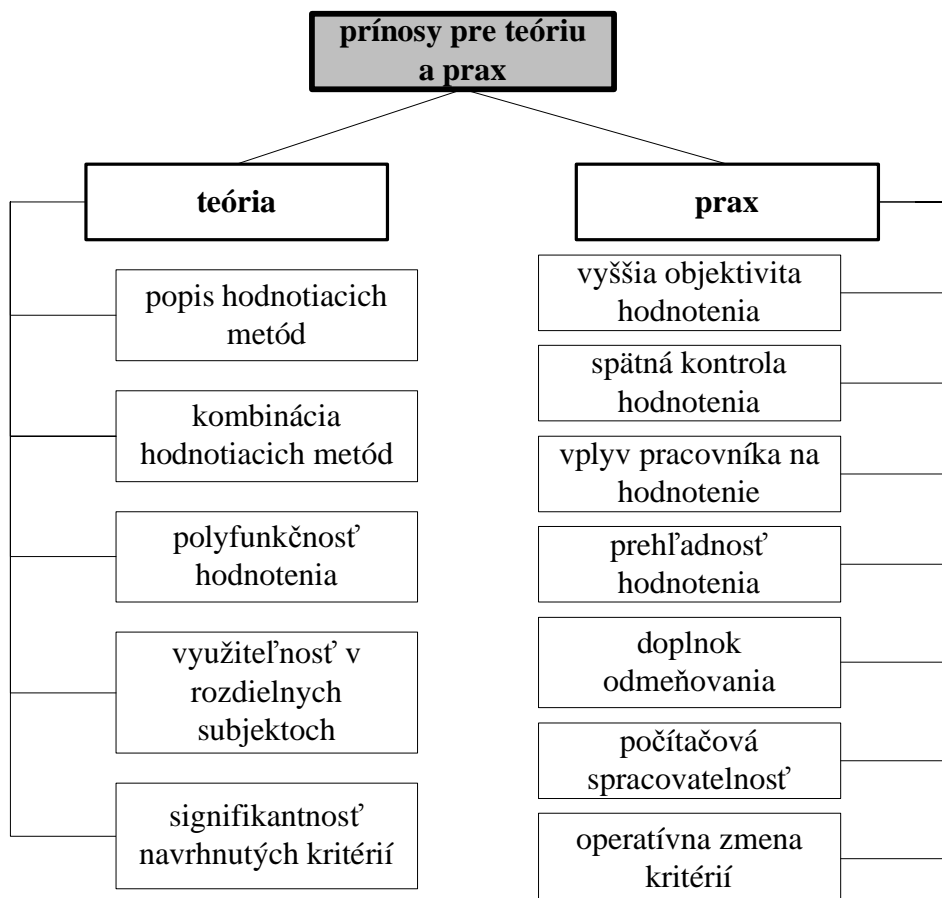 prínosy pre teóriu
a prax
teória
popis hodnotiacich
metód
kombinácia
hodnotiacich metód
polyfunkčnosť
hodnotenia
využiteľnosť v
rozdielnych
subjektoch
signifikantnosť
navrhnutých kritérií
prax
vyššia objektivita
hodnotenia
spätná kontrola
hodnotenia
vplyv pracovníka na
hodnotenie
prehľadnosť
hodnotenia
doplnok
odmeňovania
počítačová
spracovatelnosť
operatívna zmena
kritérií